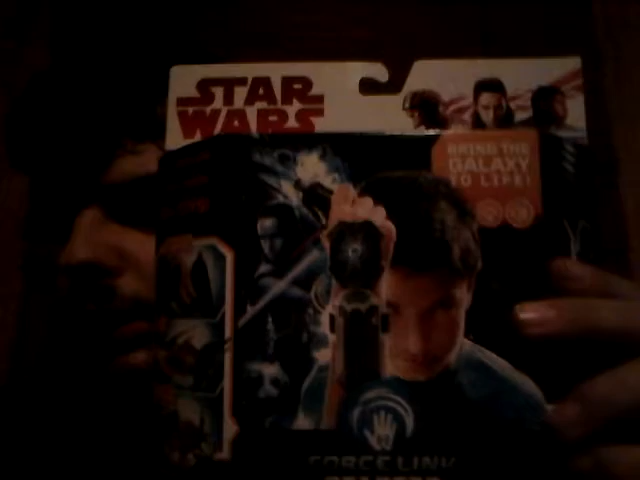 STAR
WARS
BRING THE
GALAXY
TO LIFE!
FORCE LINK